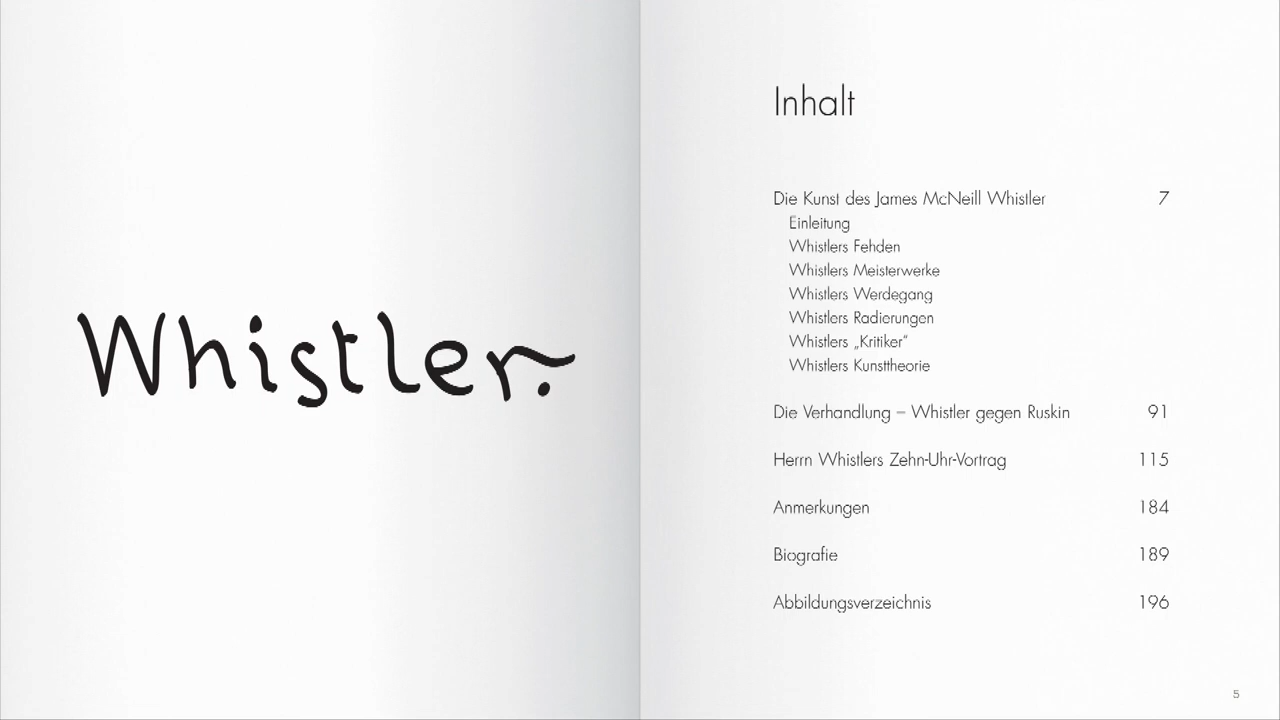 Whistler.
Inhalt
Die Kunst des James McNeill Whistler 7
Einleitung
Whistlers Fehden
Whistlers Meisterwerke
Whistlers Werdegang
Whistlers Radierungen
Whistlers „Kritiker“
Whistlers Kunsttheorie
Die Verhandlung – Whistler gegen Ruskin 91
Herrn Whistlers Zehn-Uhr-Vortrag 115
Anmerkungen 184
Biografie 189
Abbildungsverzeichnis 196
5